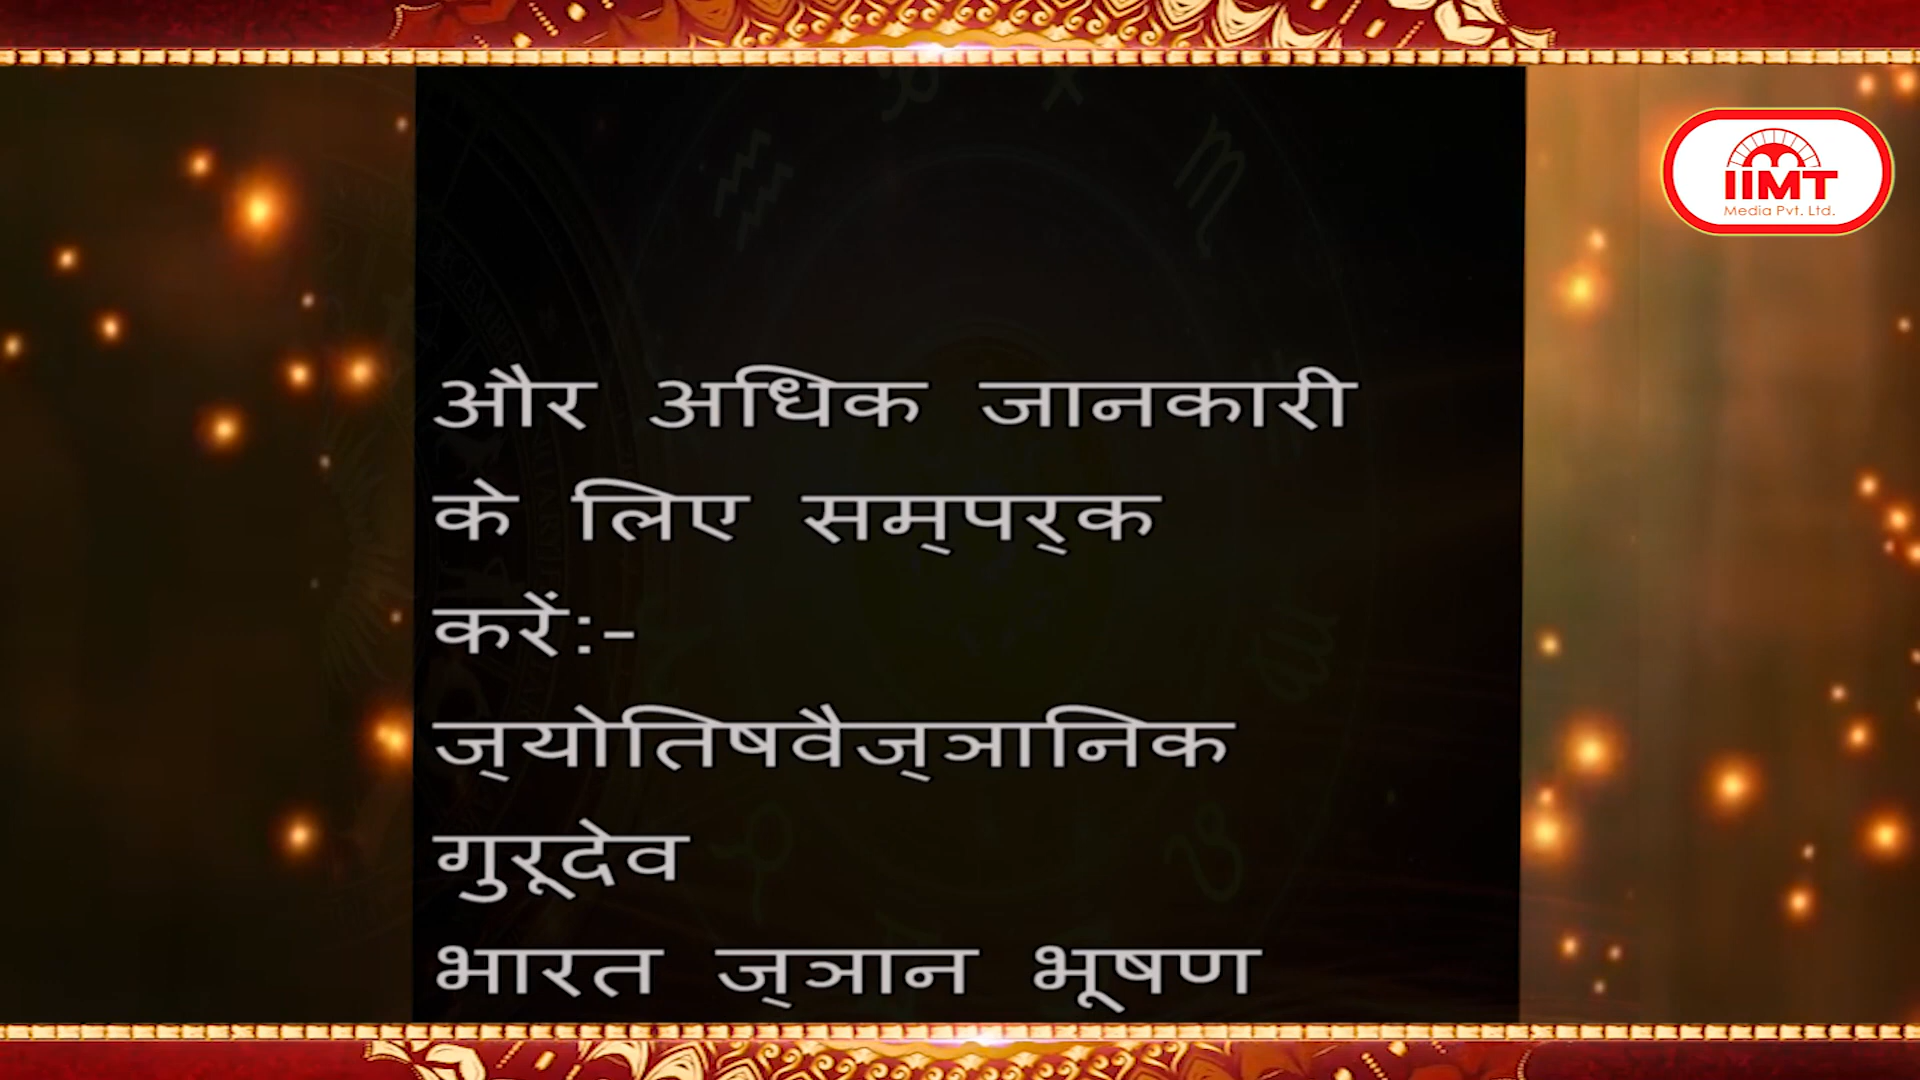 IIMT
Media Pvt. Ltd.
और अधिक जानकारी
के लिए सम्‌पर्‌क
करें:-
ज्‌योतिषवैज्‌ञानिक
गुरूदेव
भारत ज्‌ञान भूषण